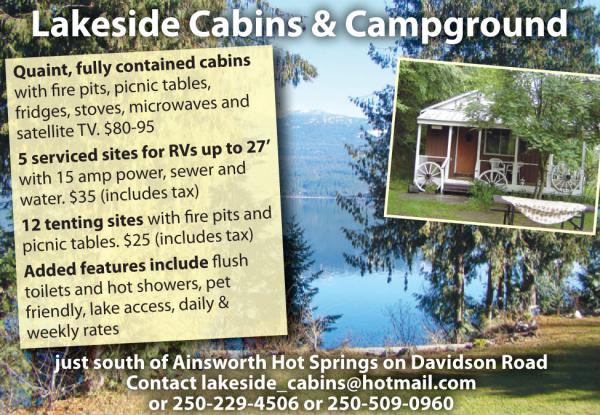 Lakeside Cabins & Campground
Quaint, fully contained cabins
with fire pits, picnic tables,
fridges, stoves, microwaves and
satellite TV. $80-95
5 serviced sites for RVs up to 27'
with 15 amp power, sewer and
water. $35 (includes tax)
12 tenting sites with fire pits and
picnic tables. $25 (includes tax)
Added features include flush
toilets and hot showers, pet
friendly, lake access, daily &
weekly rates
just south of Ainsworth Hot Springs on Davidson Road
Contact lakeside_cabins@hotmail.com
or 250-229-4506 or 250-509-0960